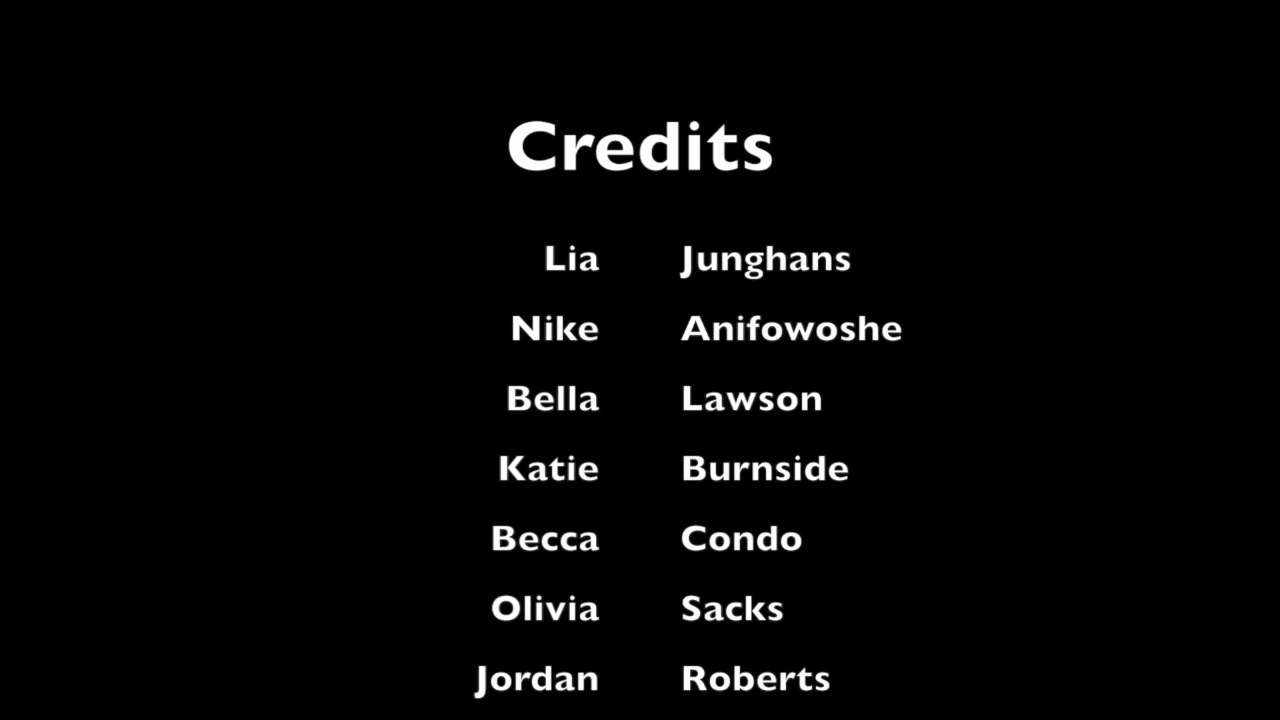 Credits
Lia Junghans
Nike Anifowoshe
Bella Lawson
Katie Burnside
Becca Condo
Olivia Sacks
Jordan Roberts